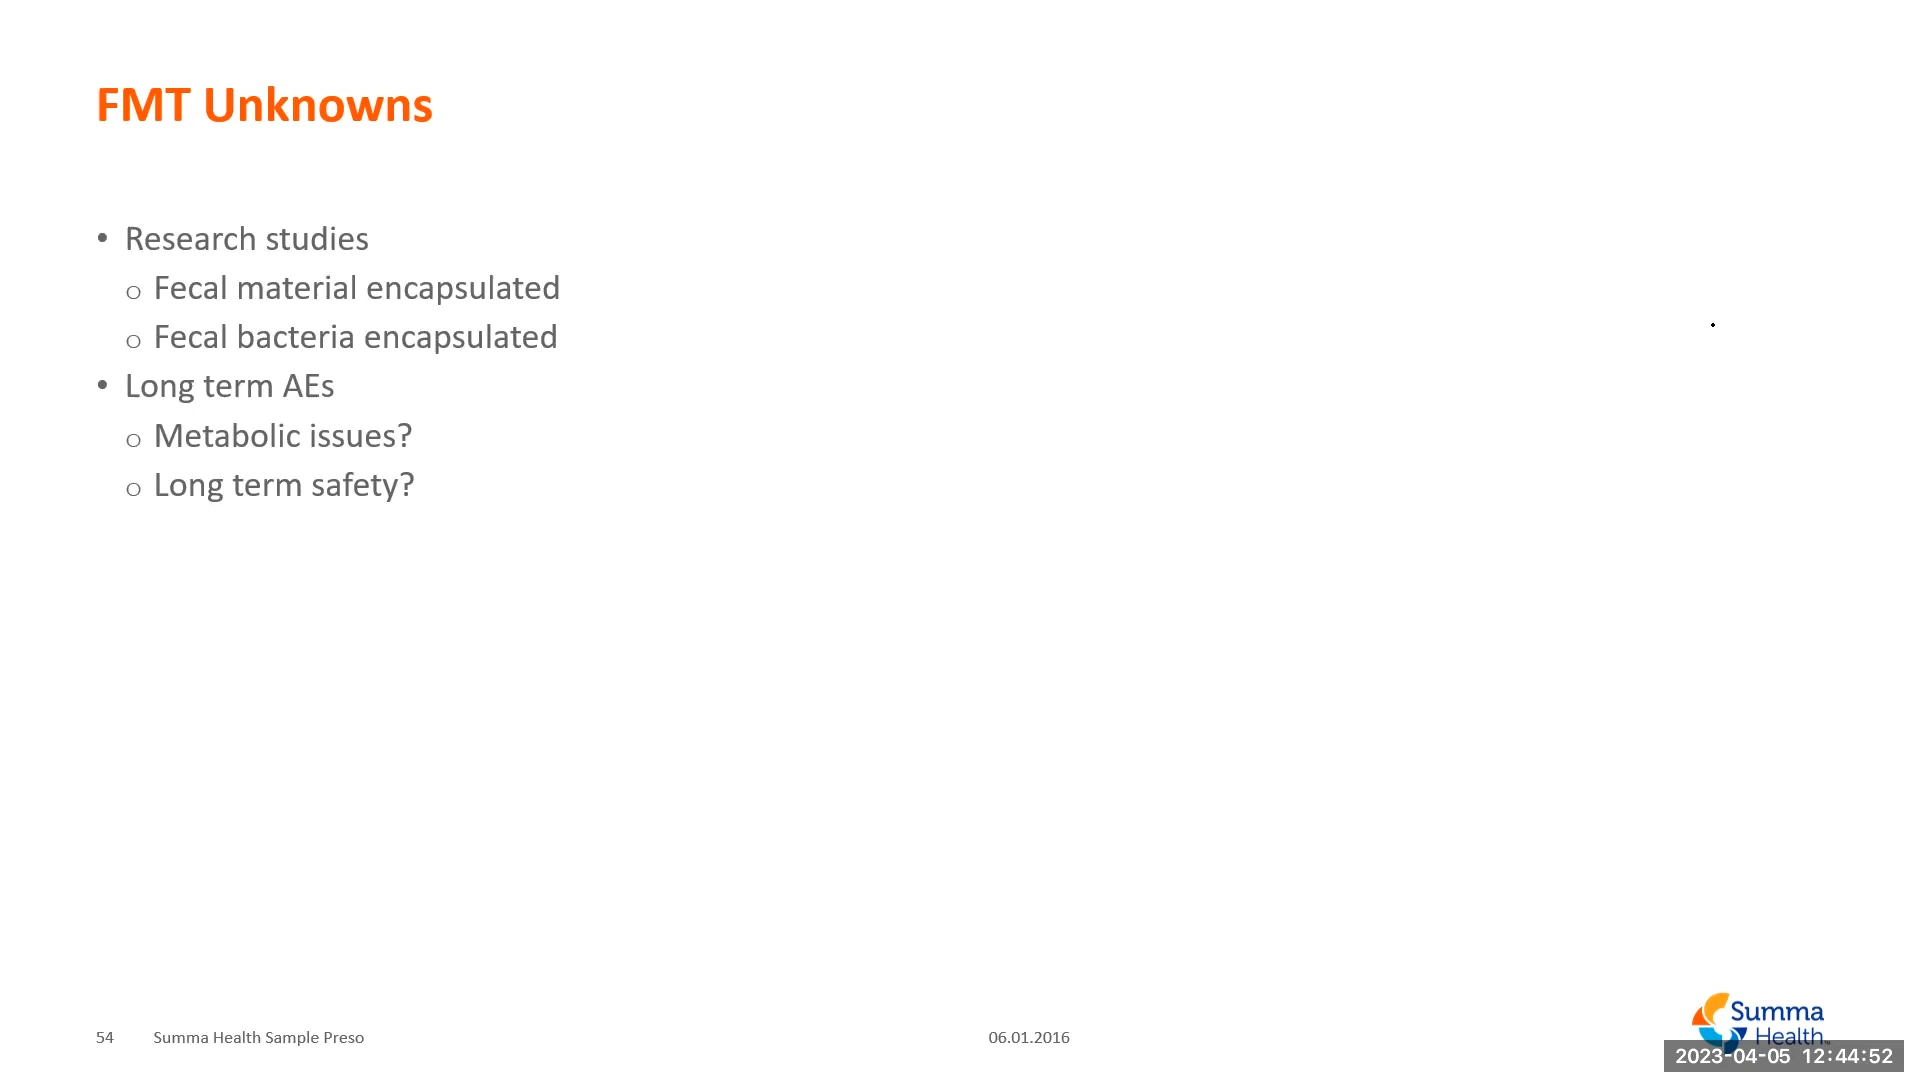 FMT Unknowns
• Research studies
o Fecal material encapsulated
o Fecal bacteria encapsulated
• Long term AEs
o Metabolic issues?
o Long term safety?
54 Summa Health Sample Preso 06.01.2016
Summa
Health
2023-04-05 12:44:52